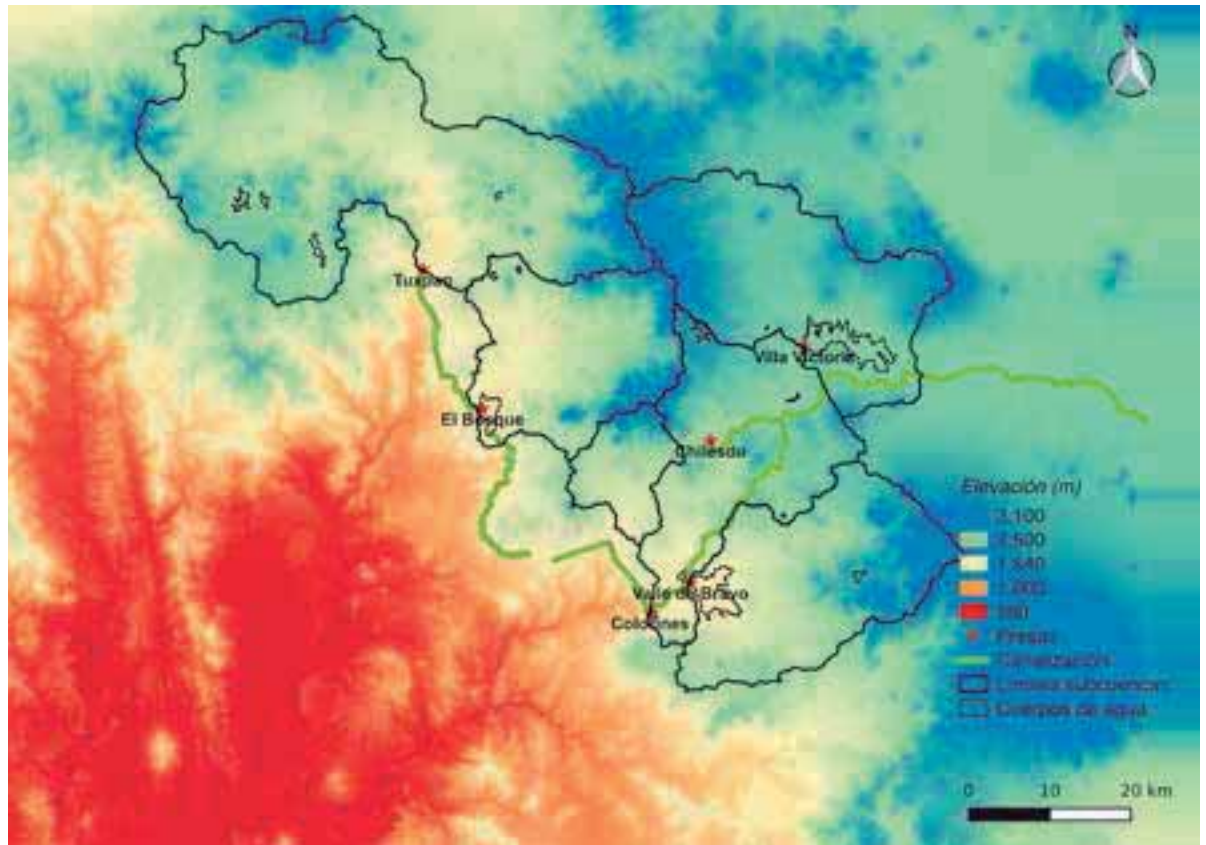 N
Tuxpan
Villa Victoria
El Bosque
Chilesdo
Elevación (m)
3,100
2,500
1,840
1,000
Valle de Bravo
Colorines
Presas
Canalización
Límites subcuencas
Cuerpos de agua
0 10 20 km